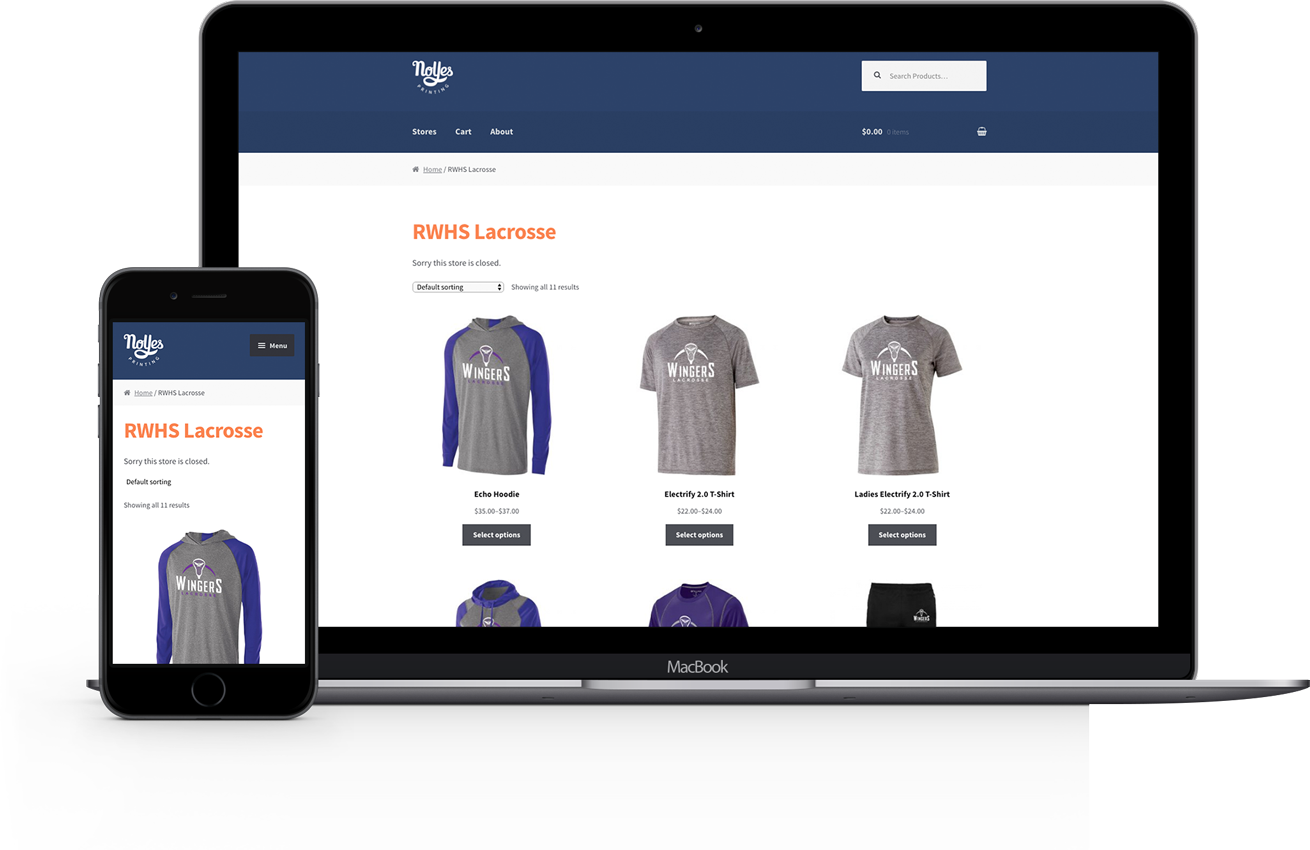 Nolles
PRINTING
Search Products…
Stores Cart About
$0.00 0 items
Home / RWHS Lacrosse
RWHS Lacrosse
Sorry this store is closed.
Default sorting Showing all 11 results
WINGERS
LACROSSE
WINGERS
LACROSSE
WINGERS
LACROSSE
Echo Hoodie
Electrify 2.0 T-Shirt
Ladies Electrify 2.0 T-Shirt
$35.00–$37.00
$22.00–$24.00
$22.00–$24.00
Select options
Select options
Select options
WINGERS
MacBook
Noyes
PRINTING
Menu
Home / RWHS Lacrosse
RWHS Lacrosse
Sorry this store is closed.
Default sorting
Showing all 11 results
WINGERS
LACROSSE